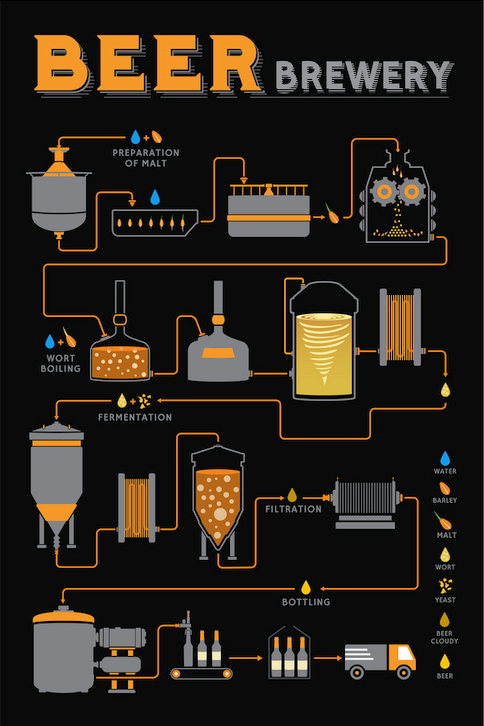 BEER BREWERY
PREPARATION
OF MALT
WORT
BOILING
FERMENTATION
FILTRATION
BOTTLING
WATER
BARLEY
MALT
WORT
YEAST
BEER
CLOUDY
BEER